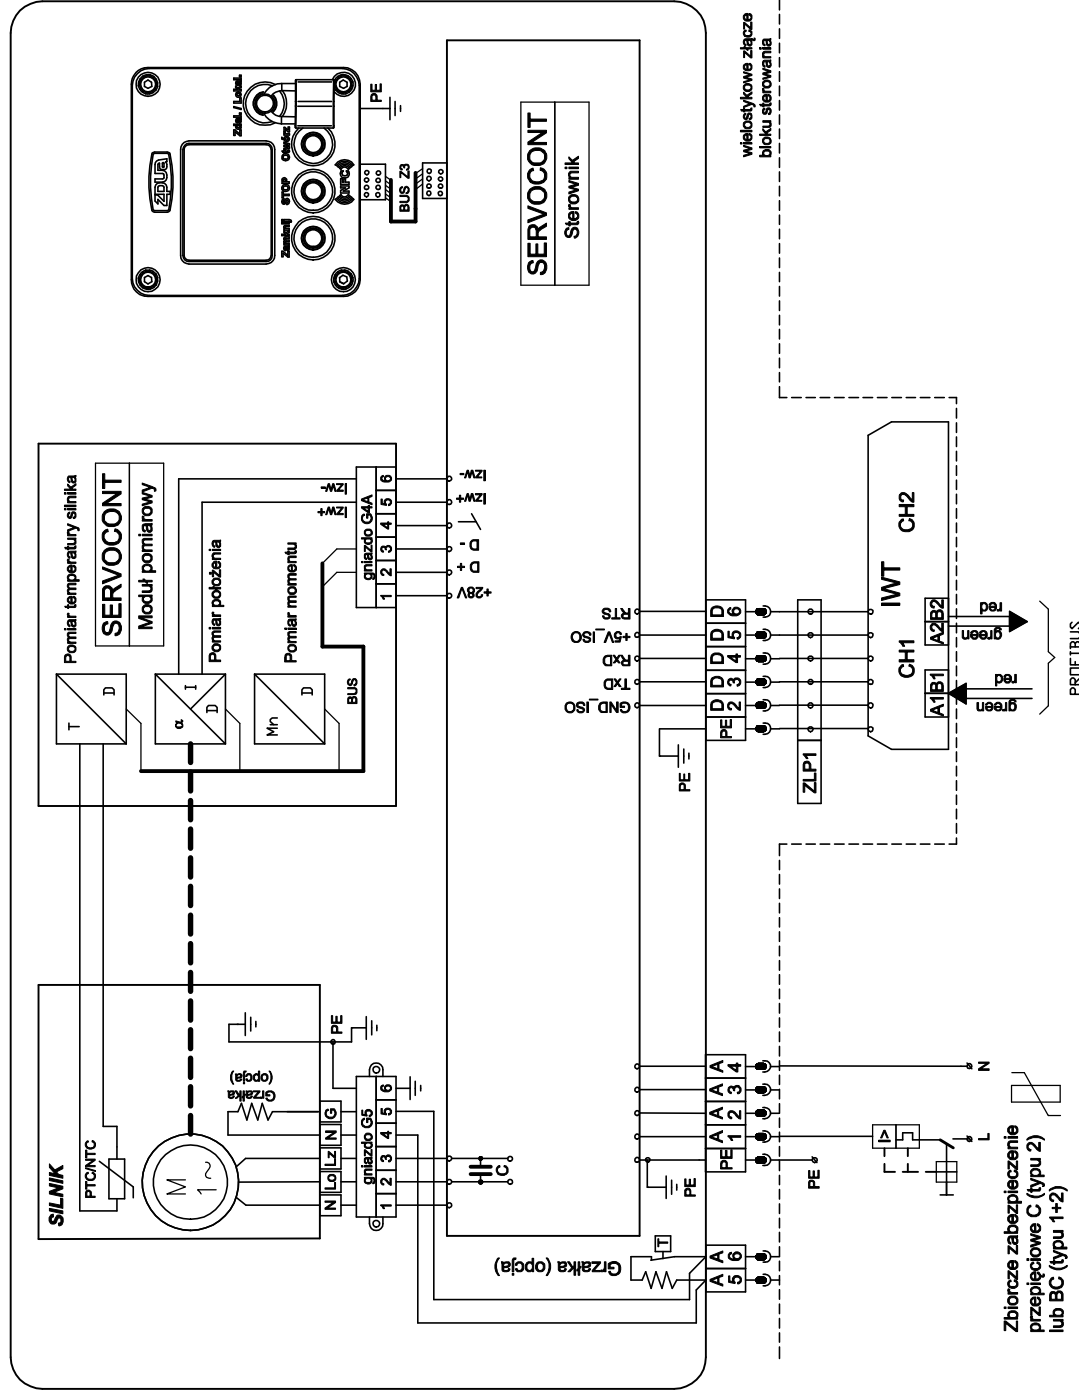 SILNIK
PTC/NTC
M
1~
N
Lo
Lz
N
G
Grzałka
(opcja)
PE
gniazdo G5
1
2
3
4
5
6
C
Pomiar temperatury silnika
SERVOCONT
Moduł pomiarowy
T
D
α
I
D
Pomiar położenia
Mn
D
Pomiar momentu
BUS
Izw+
Izw-
gniazdo G4A
1
2
3
4
5
6
+28V
D +
D -
Izw+
Izw-
zpua
Zdal. / Lokal.
Zamknij
STOP
Otwórz
NFC
PE
BUS Z3
SERVOCONT
Sterownik
Grzałka (opcja)
T
A 5
A 6
PE
PE
A 1
A 2
A 3
A 4
PE
PE
GND_ISO
TxD
RxD
+5V_ISO
RTS
D 2
D 3
D 4
D 5
D 6
ZLP1
IWT
CH1
CH2
A1
B1
A2
B2
green
red
green
red
PROFIBUS
wielostykowe złącze
bloku sterowania
PE
I>
L
N
Zbiorcze zabezpieczenie
przepięciowe C (typu 2)
lub BC (typu 1+2)